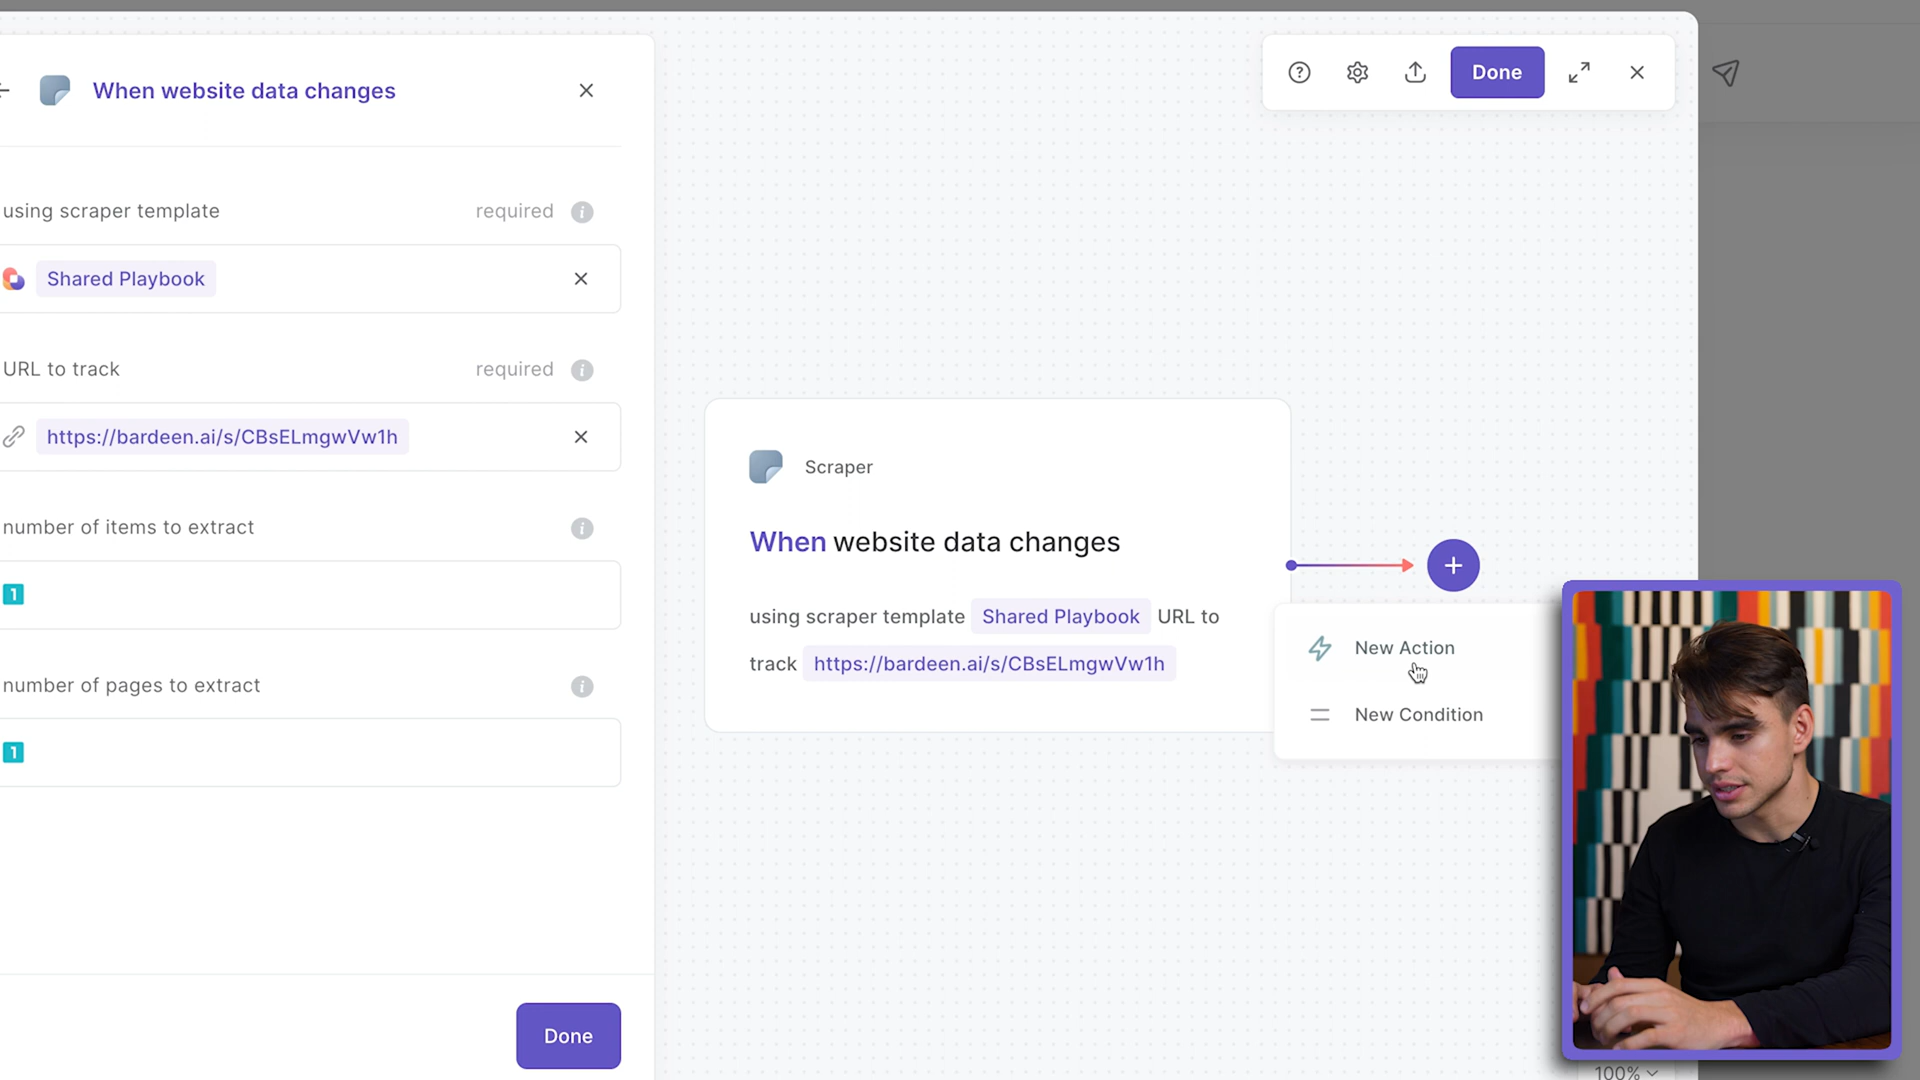 When website data changes
using scraper template required
Shared Playbook
URL to track required
https://bardeen.ai/s/CBsELmgwVw1h
number of items to extract
1
number of pages to extract
1
Done
Done
Scraper
When website data changes
using scraper template Shared Playbook URL to
track https://bardeen.ai/s/CBsELmgwVw1h
New Action
New Condition
100%